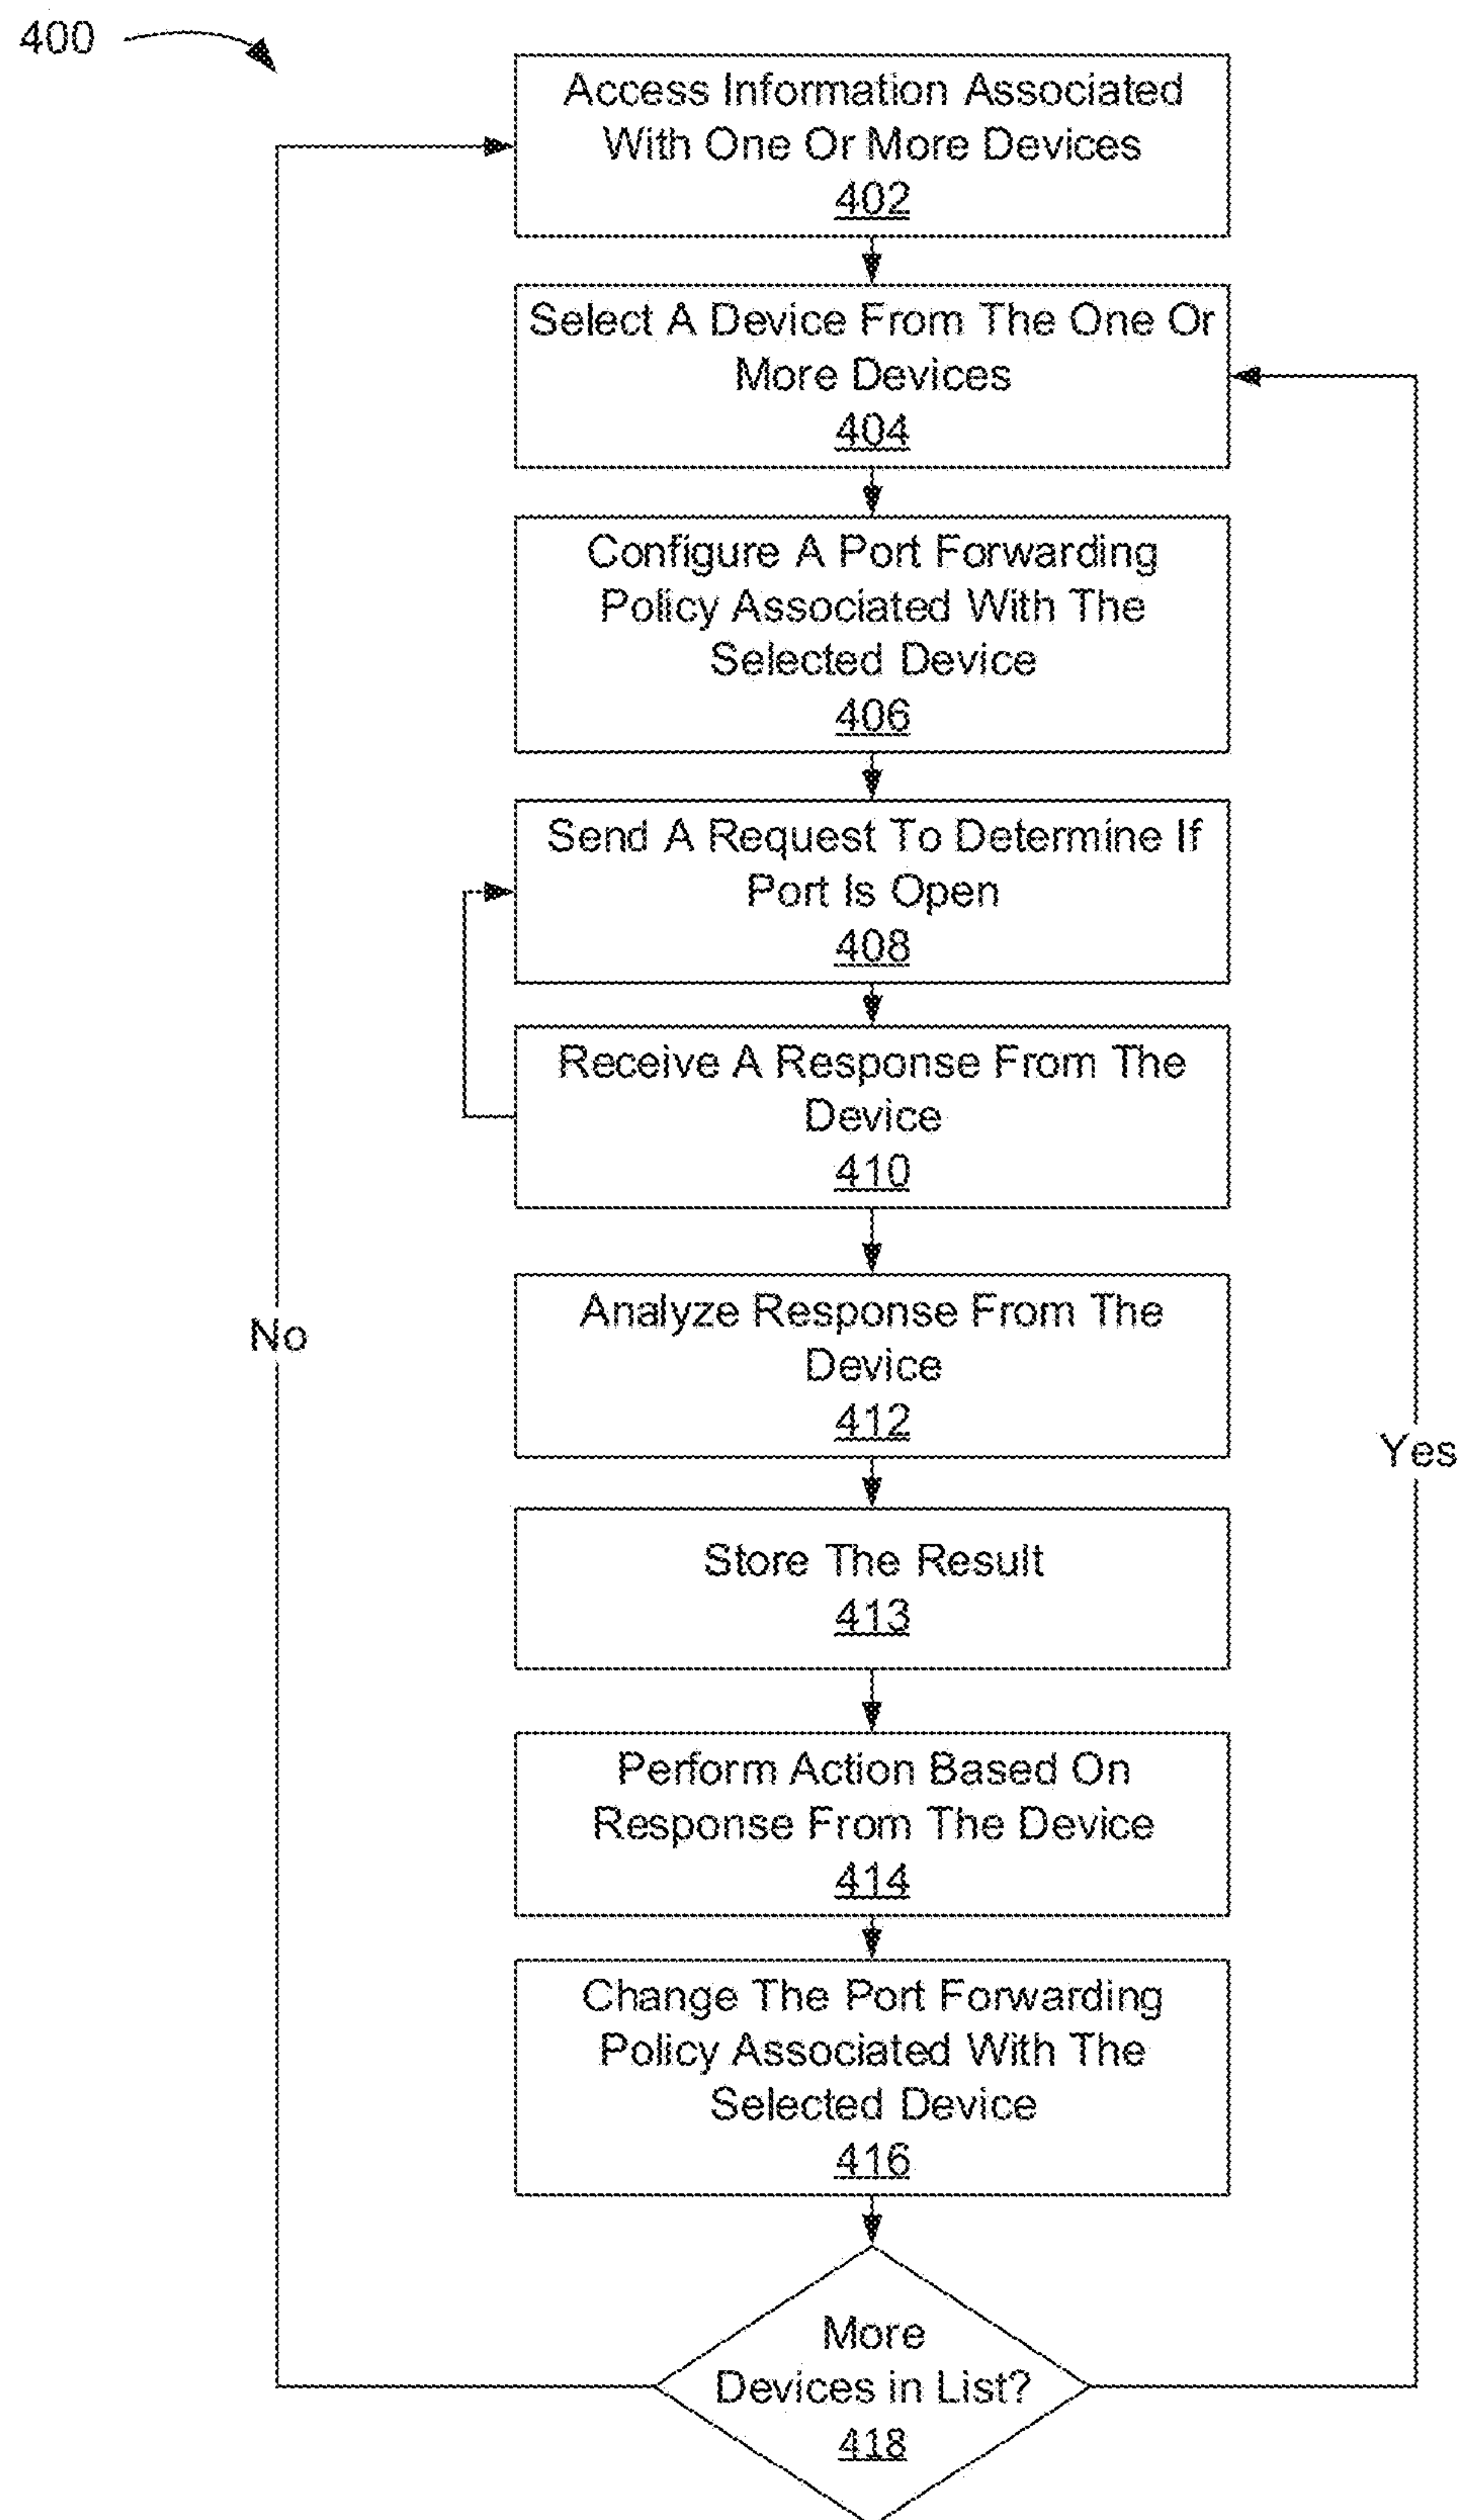 400
Access Information Associated
With One Or More Devices
402
Select A Device From The One Or
More Devices
404
Configure A Port Forwarding
Policy Associated With The
Selected Device
406
Send A Request To Determine If
Port Is Open
408
Receive A Response From The
Device
410
Analyze Response From The
Device
412
No
Yes
Store The Result
413
Perform Action Based On
Response From The Device
414
Change The Port Forwarding
Policy Associated With The
Selected Device
416
More
Devices in List?
418